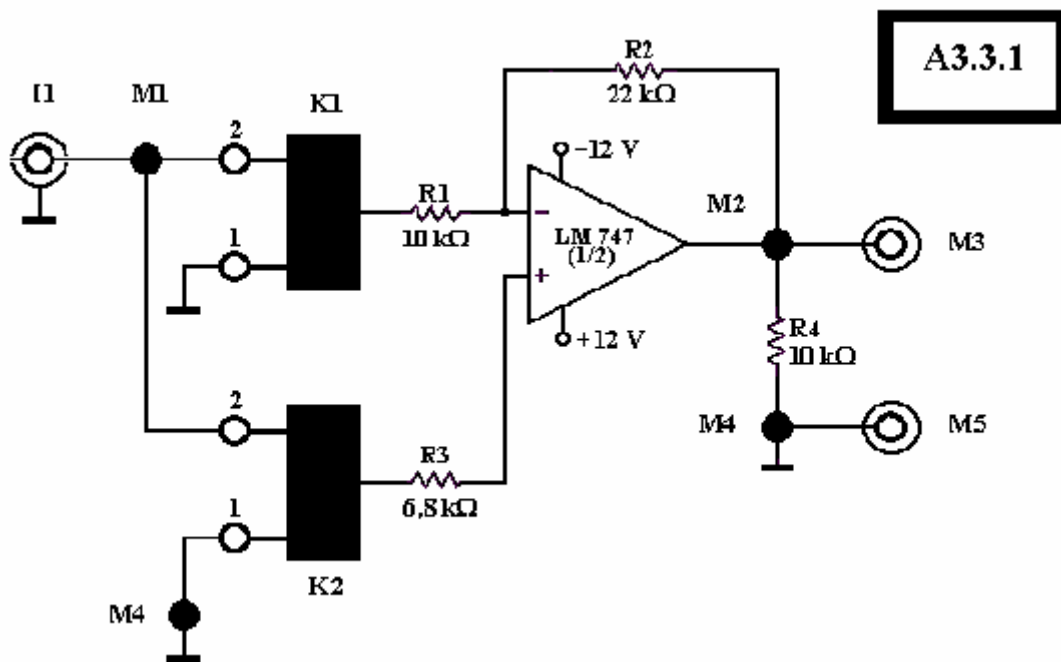 A3.3.1
R2
22 kΩ
I1
M1
K1
2
−12 V
R1
10 kΩ
−
M2
LM 747
(1/2)
M3
1
+
+12 V
R4
10 kΩ
2
M4
M5
R3
6,8 kΩ
1
K2
M4